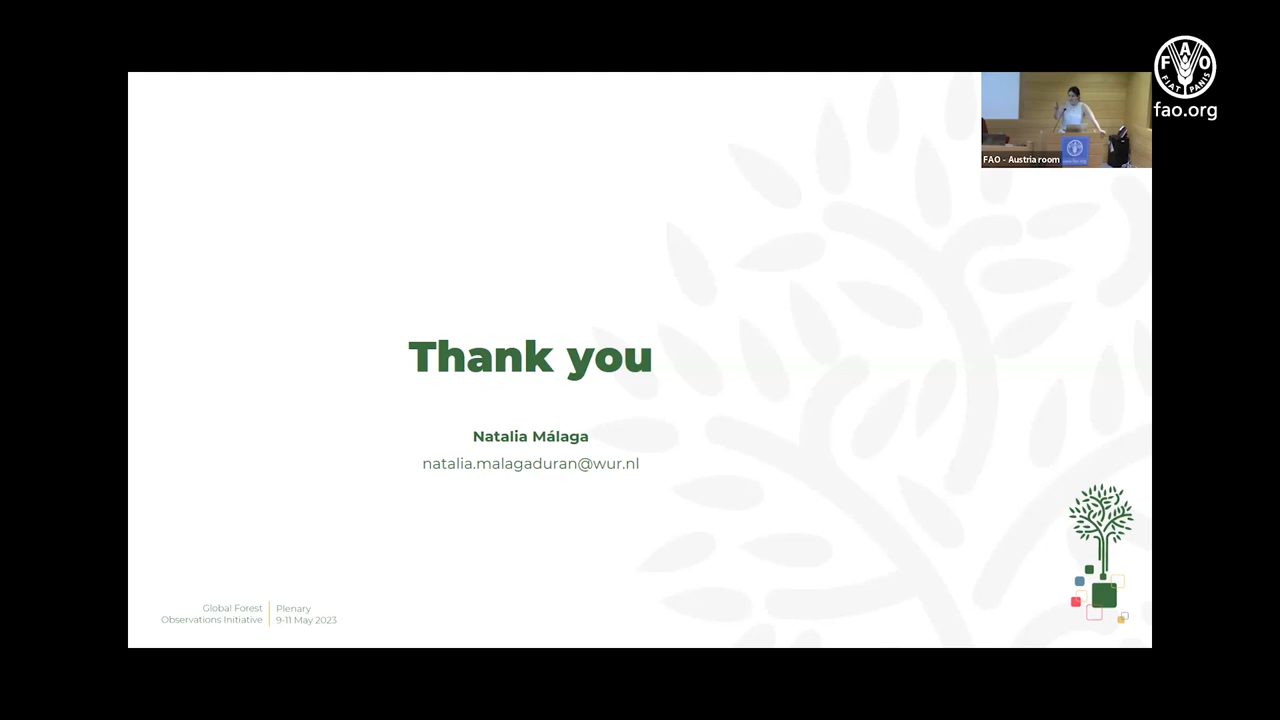 FAO
FIAT PANIS
fao.org
FAO - Austria room
Thank you
Natalia Málaga
natalia.malagaduran@wur.nl
Global Forest
Observations Initiative
Plenary
9-11 May 2023